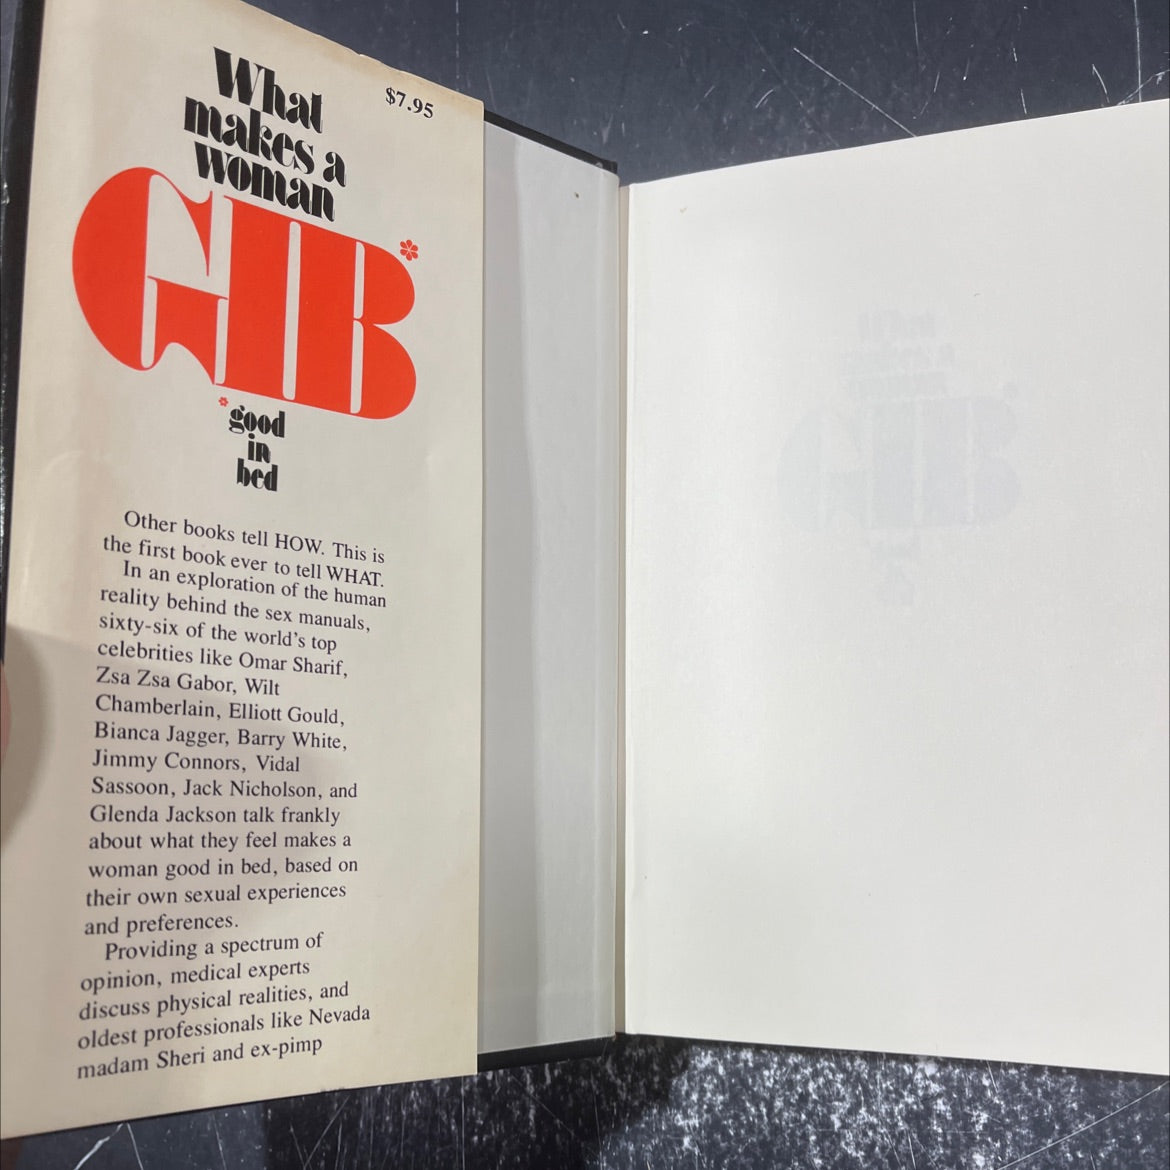 What
makes a
woman
$7.95
GIB*
*good
in
bed
Other books tell HOW. This is
the first book ever to tell WHAT.
In an exploration of the human
reality behind the sex manuals,
sixty-six of the world's top
celebrities like Omar Sharif,
Zsa Zsa Gabor, Wilt
Chamberlain, Elliott Gould,
Bianca Jagger, Barry White,
Jimmy Connors, Vidal
Sassoon, Jack Nicholson, and
Glenda Jackson talk frankly
about what they feel makes a
woman good in bed, based on
their own sexual experiences
and preferences.
Providing a spectrum of
opinion, medical experts
discuss physical realities, and
oldest professionals like Nevada
madam Sheri and ex-pimp